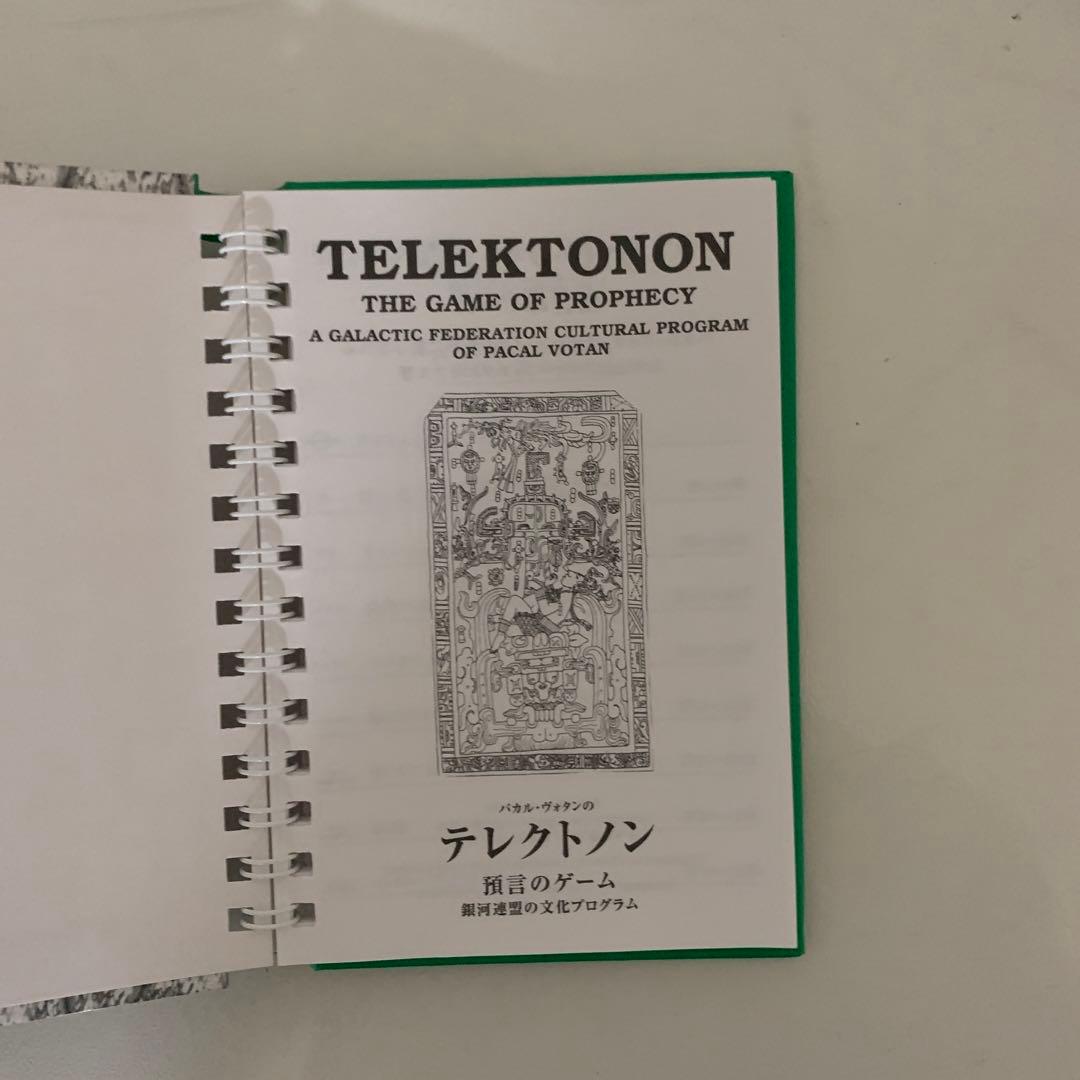 TELEKTONON
THE GAME OF PROPHECY
A GALACTIC FEDERATION CULTURAL PROGRAM
OF PACAL VOTAN
パカル・ヴォタンの
テレクトノン
預言のゲーム
銀河連盟の文化プログラム